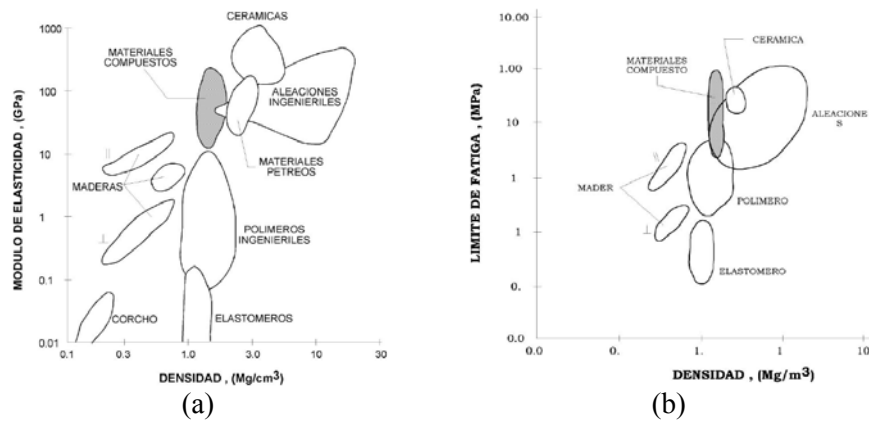 CERAMICAS
MATERIALES
COMPUESTOS
ALEACIONES
INGENIERILES
MATERIALES
PETREOS
MADERAS
//
⊥
POLIMEROS
INGENIERILES
CORCHO
ELASTOMEROS
MODULO DE ELASTICIDAD , (GPa)
1000
100
10
1
0.1
0.01
0.1
0.3
1.0
3.0
10
30
DENSIDAD , (Mg/cm³)
(a)
CERAMICA
MATERIALES
COMPUESTO
ALEACIONE
S
MADER
//
⊥
POLIMERO
ELASTOMERO
LIMITE DE FATIGA , (MPa)
10.00
1.00
10
1
1
0.
0.0
0.0
0.
1.
1
10
DENSIDAD , (Mg/m³)
(b)